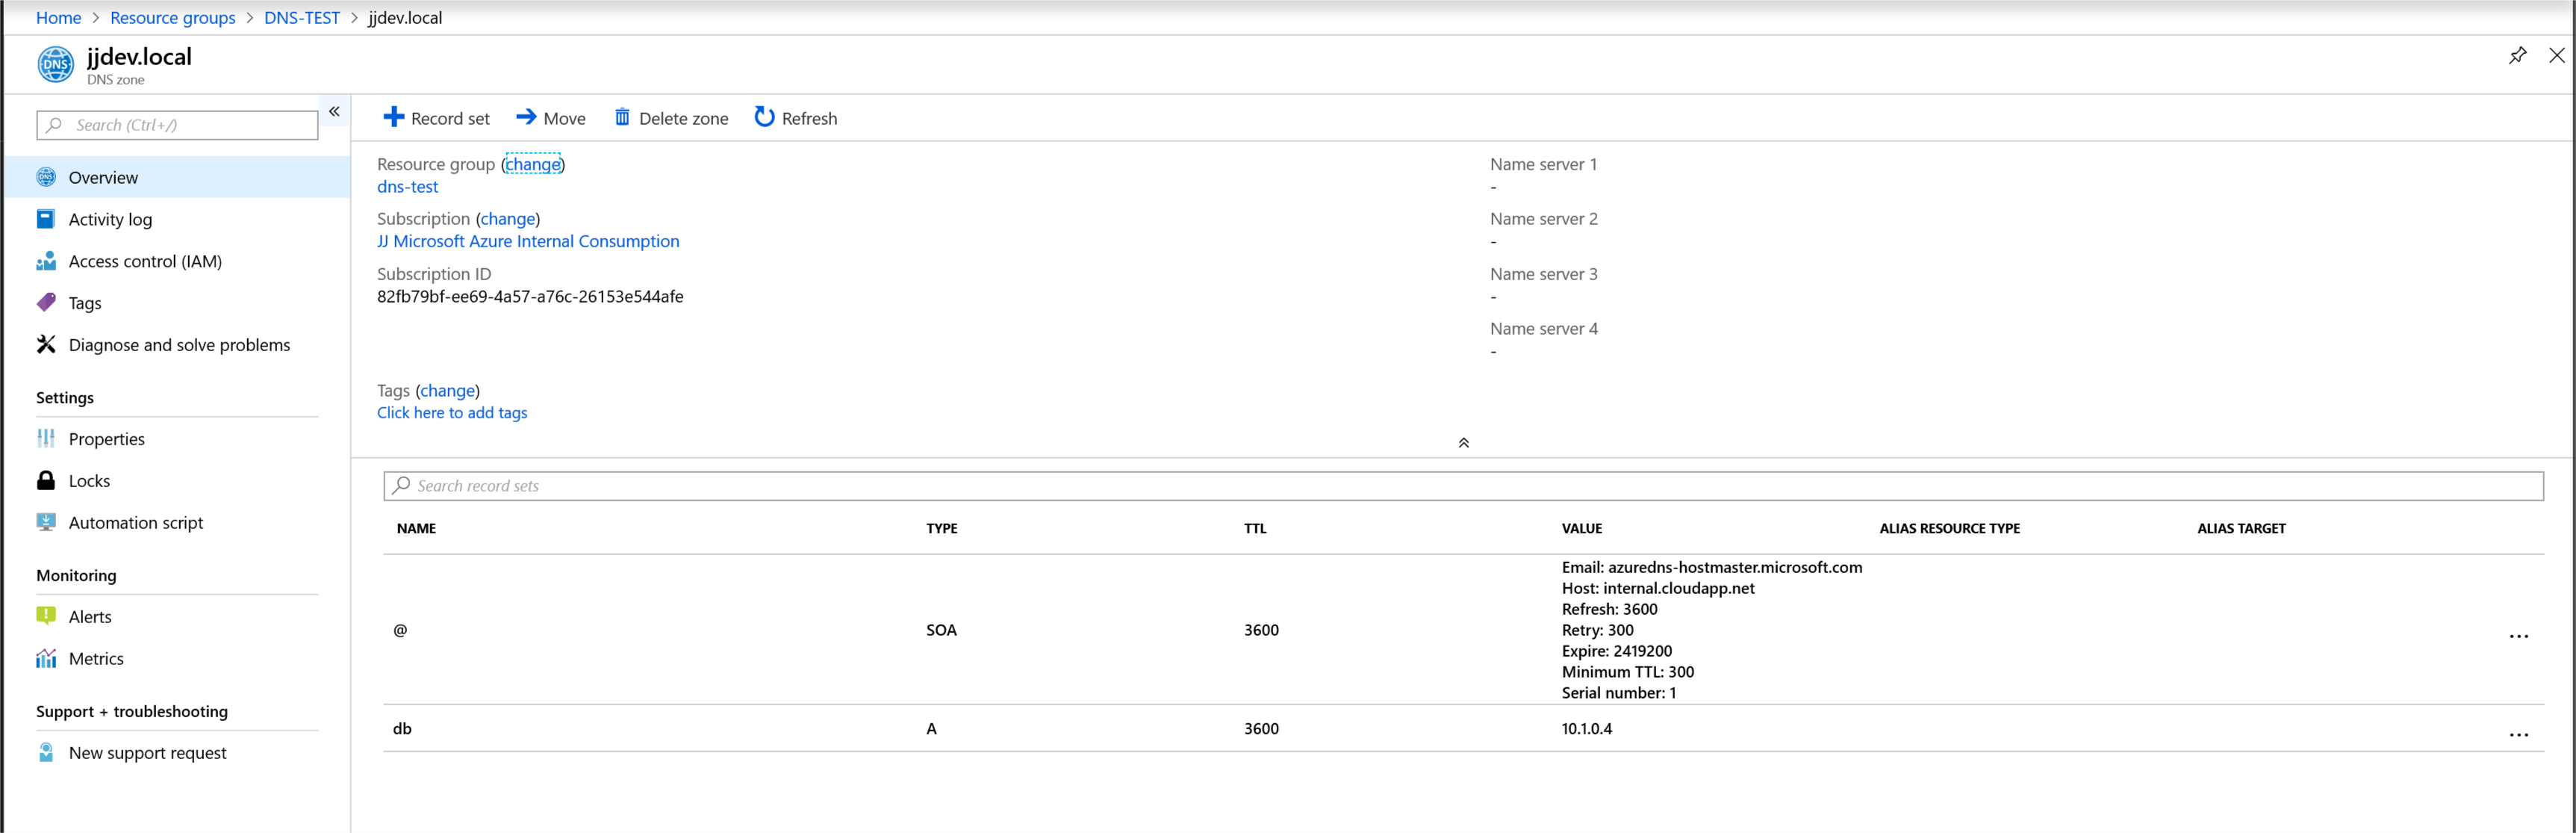 Home > Resource groups > DNS-TEST > jjdev.local
DNS
jjdev.local
DNS zone
Search (Ctrl+/)
«
Overview
Activity log
Access control (IAM)
Tags
Diagnose and solve problems
Settings
Properties
Locks
Automation script
Monitoring
Alerts
Metrics
Support + troubleshooting
New support request
Record set Move Delete zone Refresh
Resource group (change)
dns-test
Subscription (change)
JJ Microsoft Azure Internal Consumption
Subscription ID
82fb79bf-ee69-4a57-a76c-26153e544afe
Tags (change)
Click here to add tags
Name server 1
-
Name server 2
-
Name server 3
-
Name server 4
-
Search record sets
NAME TYPE TTL VALUE ALIAS RESOURCE TYPE ALIAS TARGET
@ SOA 3600
Email: azuredns-hostmaster.microsoft.com
Host: internal.cloudapp.net
Refresh: 3600
Retry: 300
Expire: 2419200
Minimum TTL: 300
Serial number: 1
...
db A 3600 10.1.0.4 ...